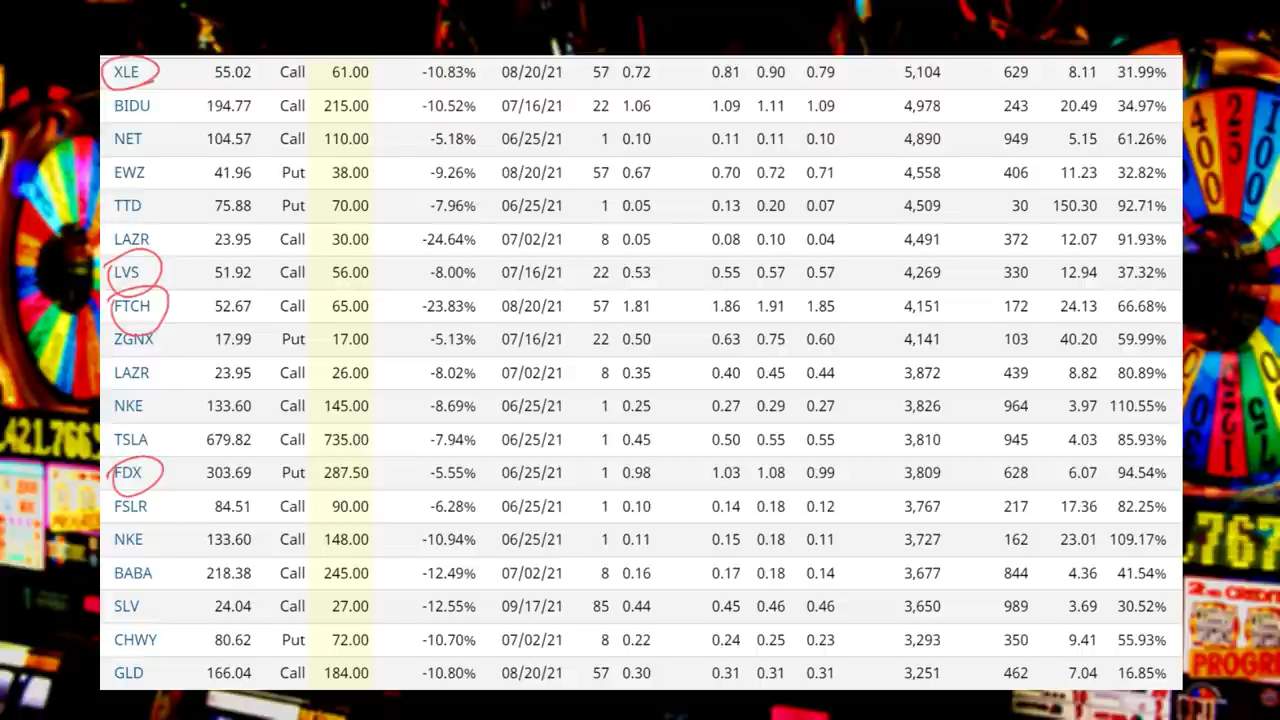 XLE 55.02 Call 61.00 -10.83% 08/20/21 57 0.72 0.81 0.90 0.79 5,104 629 8.11 31.99%
BIDU 194.77 Call 215.00 -10.52% 07/16/21 22 1.06 1.09 1.11 1.09 4,978 243 20.49 34.97%
NET 104.57 Call 110.00 -5.18% 06/25/21 1 0.10 0.11 0.11 0.10 4,890 949 5.15 61.26%
EWZ 41.96 Put 38.00 -9.26% 08/20/21 57 0.67 0.70 0.72 0.71 4,558 406 11.23 32.82%
TTD 75.88 Put 70.00 -7.96% 06/25/21 1 0.05 0.13 0.20 0.07 4,509 30 150.30 92.71%
LAZR 23.95 Call 30.00 -24.64% 07/02/21 8 0.05 0.08 0.10 0.04 4,491 372 12.07 91.93%
LVS 51.92 Call 56.00 -8.00% 07/16/21 22 0.53 0.55 0.57 0.57 4,269 330 12.94 37.32%
FTCH 52.67 Call 65.00 -23.83% 08/20/21 57 1.81 1.86 1.91 1.85 4,151 172 24.13 66.68%
ZGNX 17.99 Put 17.00 -5.13% 07/16/21 22 0.50 0.63 0.75 0.60 4,141 103 40.20 59.99%
LAZR 23.95 Call 26.00 -8.02% 07/02/21 8 0.35 0.40 0.45 0.44 3,872 439 8.82 80.89%
NKE 133.60 Call 145.00 -8.69% 06/25/21 1 0.25 0.27 0.29 0.27 3,826 964 3.97 110.55%
TSLA 679.82 Call 735.00 -7.94% 06/25/21 1 0.45 0.50 0.55 0.55 3,810 945 4.03 85.93%
FDX 303.69 Put 287.50 -5.55% 06/25/21 1 0.98 1.03 1.08 0.99 3,809 628 6.07 94.54%
FSLR 84.51 Call 90.00 -6.28% 06/25/21 1 0.10 0.14 0.18 0.12 3,767 217 17.36 82.25%
NKE 133.60 Call 148.00 -10.94% 06/25/21 1 0.11 0.15 0.18 0.11 3,727 162 23.01 109.17%
BABA 218.38 Call 245.00 -12.49% 07/02/21 8 0.16 0.17 0.18 0.14 3,677 844 4.36 41.54%
SLV 24.04 Call 27.00 -12.55% 09/17/21 85 0.44 0.45 0.46 0.46 3,650 989 3.69 30.52%
CHWY 80.62 Put 72.00 -10.70% 07/02/21 8 0.22 0.24 0.25 0.23 3,293 350 9.41 55.93%
GLD 166.04 Call 184.00 -10.80% 08/20/21 57 0.30 0.31 0.31 0.31 3,251 462 7.04 16.85%